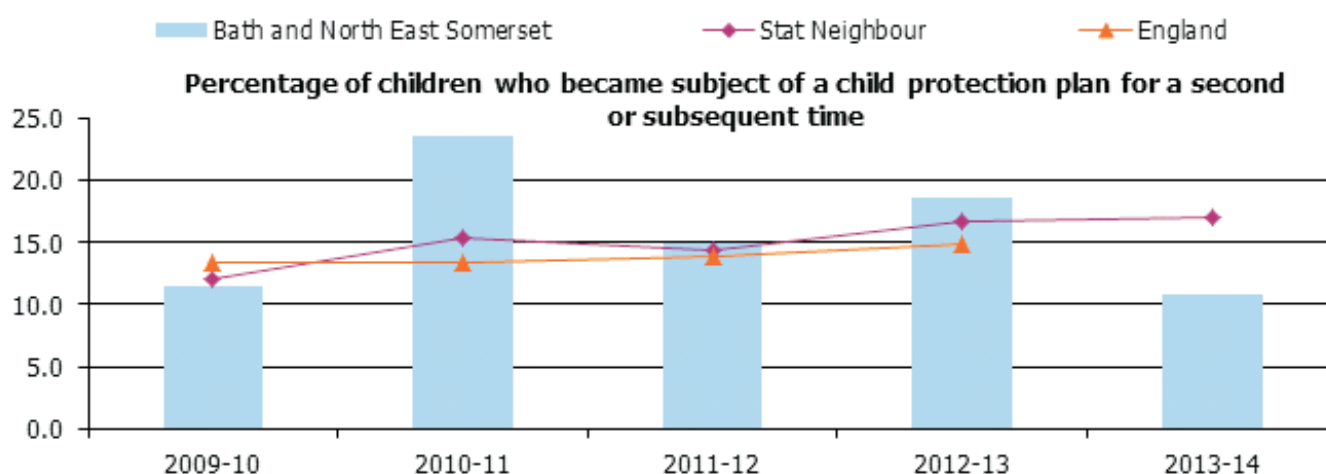 Bath and North East Somerset Stat Neighbour England
Percentage of children who became subject of a child protection plan for a second
or subsequent time
25.0
20.0
15.0
10.0
5.0
0.0
2009-10 2010-11 2011-12 2012-13 2013-14